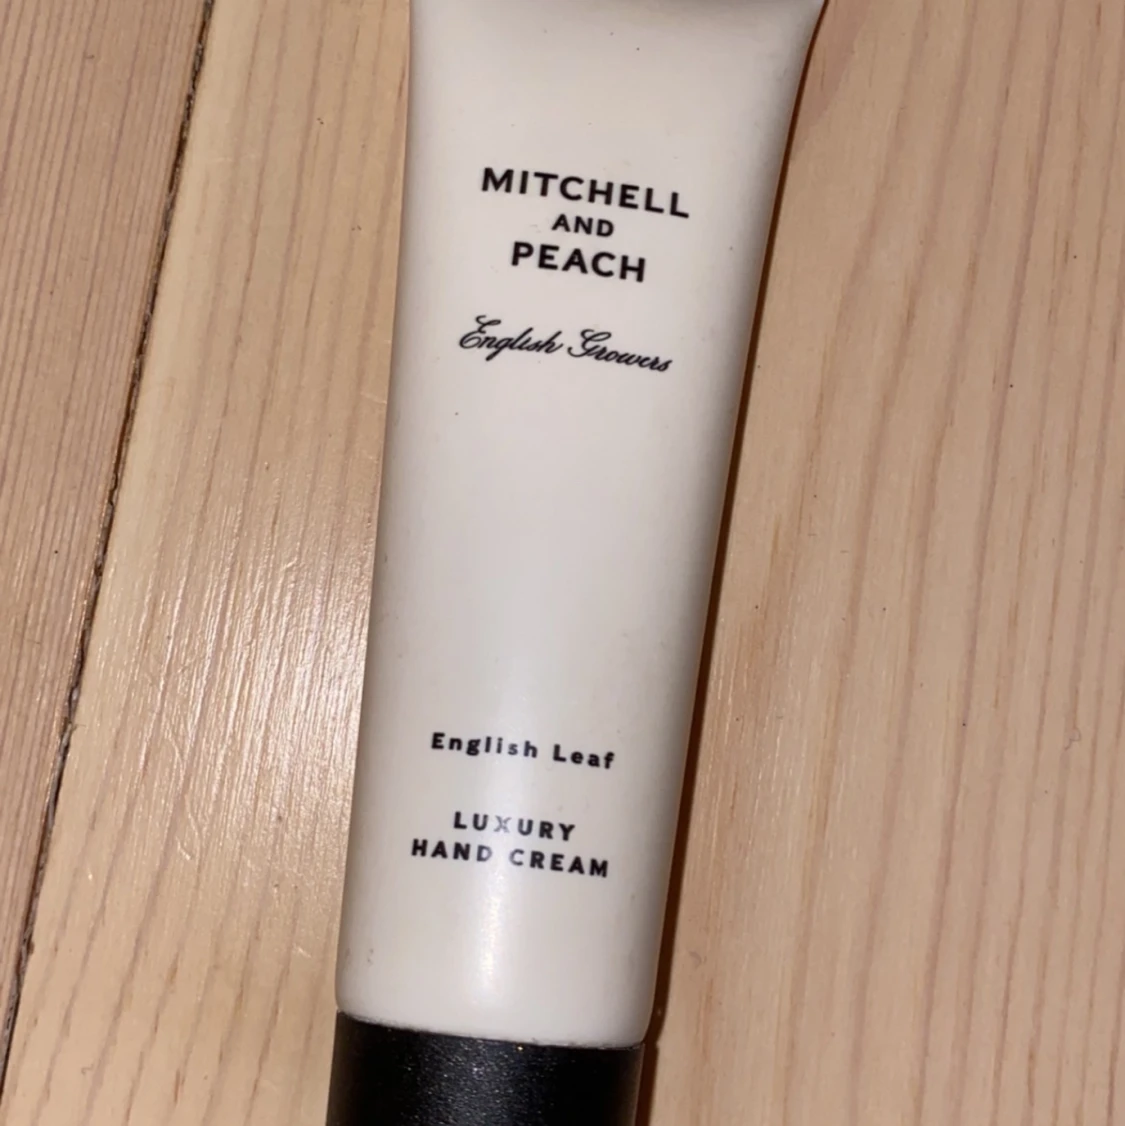 MITCHELL
AND
PEACH
English Growers
English Leaf
LUXURY
HAND CREAM